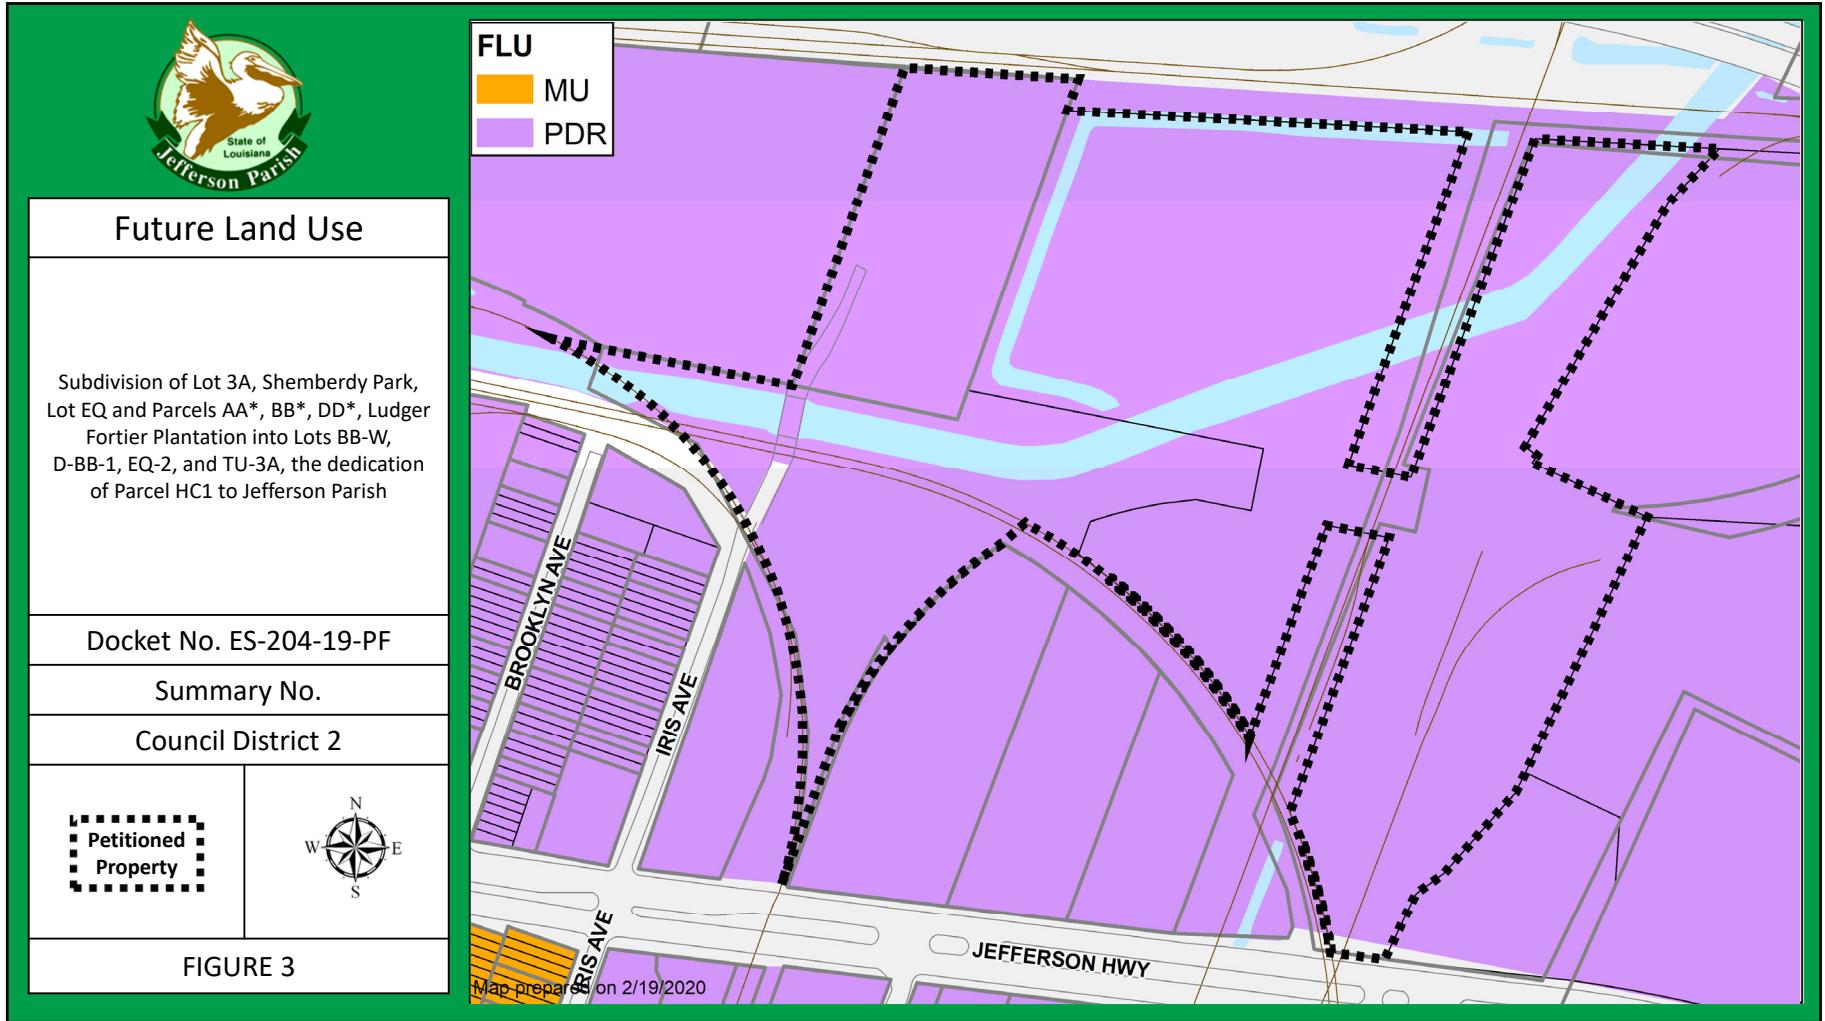 State of
Louisiana
Jefferson Parish
Future Land Use
Subdivision of Lot 3A, Shemberdy Park,
Lot EQ and Parcels AA*, BB*, DD*, Ludger
Fortier Plantation into Lots BB-W,
D-BB-1, EQ-2, and TU-3A, the dedication
of Parcel HC1 to Jefferson Parish
Docket No. ES-204-19-PF
Summary No.
Council District 2
Petitioned
Property
N
W
E
S
FIGURE 3
FLU
MU
PDR
BROOKLYN AVE
IRIS AVE
IRIS AVE
JEFFERSON HWY
Map prepared on 2/19/2020